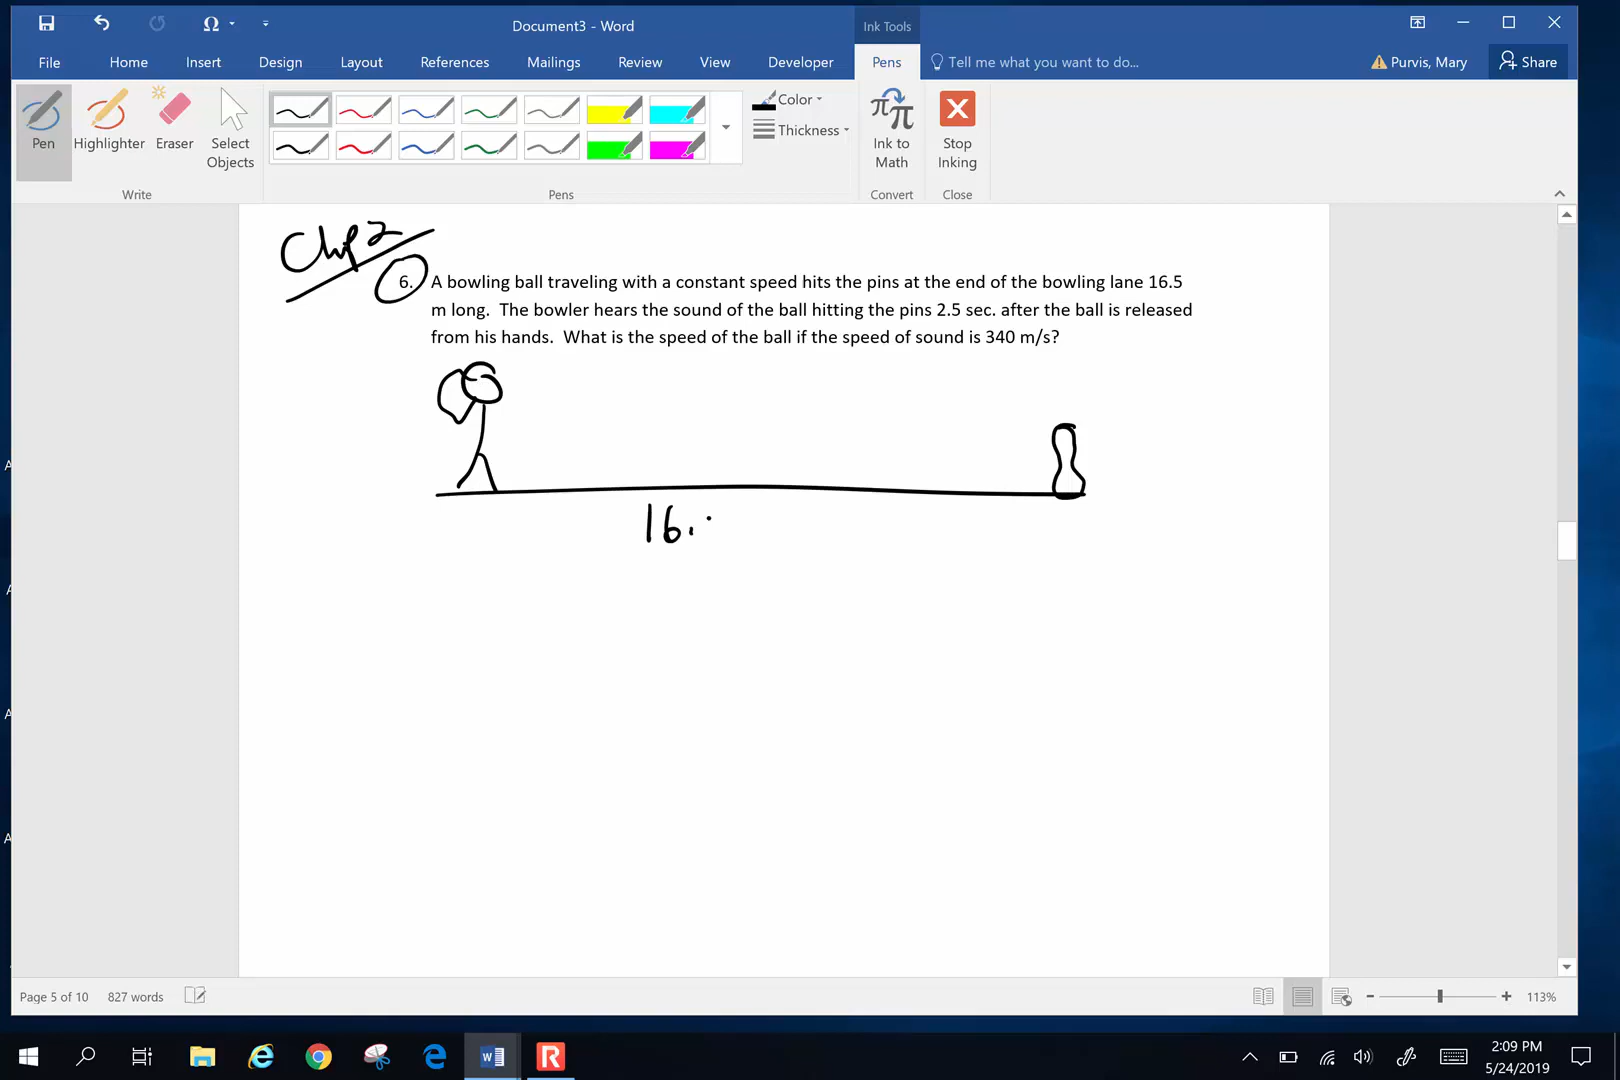 Document3 - Word
Ink Tools
File Home Insert Design Layout References Mailings Review View Developer Pens Tell me what you want to do... Purvis, Mary Share
Pen Highlighter Eraser Select Objects
Color
Thickness
Ink to Math
Stop Inking
Write Pens Convert Close
Chp 2
6. A bowling ball traveling with a constant speed hits the pins at the end of the bowling lane 16.5
m long. The bowler hears the sound of the ball hitting the pins 2.5 sec. after the ball is released
from his hands. What is the speed of the ball if the speed of sound is 340 m/s?
16.
Page 5 of 10 827 words 113%
2:09 PM
5/24/2019